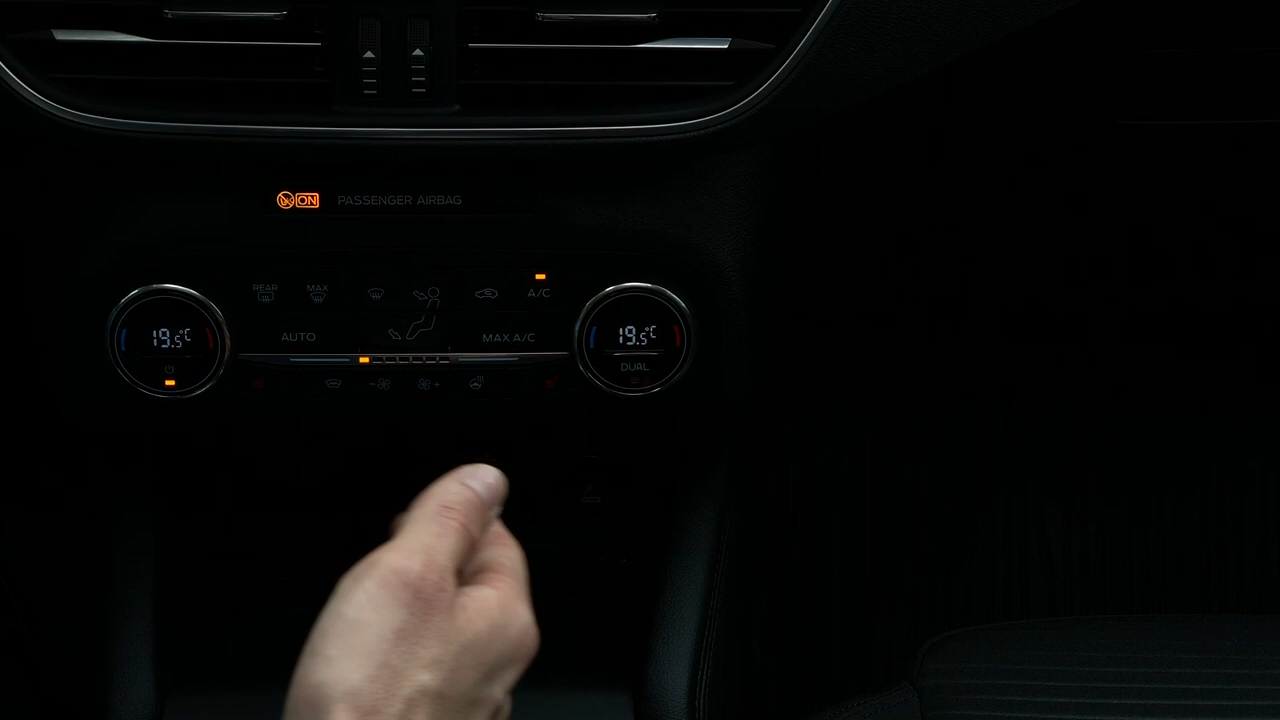 ON PASSENGER AIRBAG
REAR MAX A/C
19.5°C AUTO MAX A/C 19.5°C
DUAL